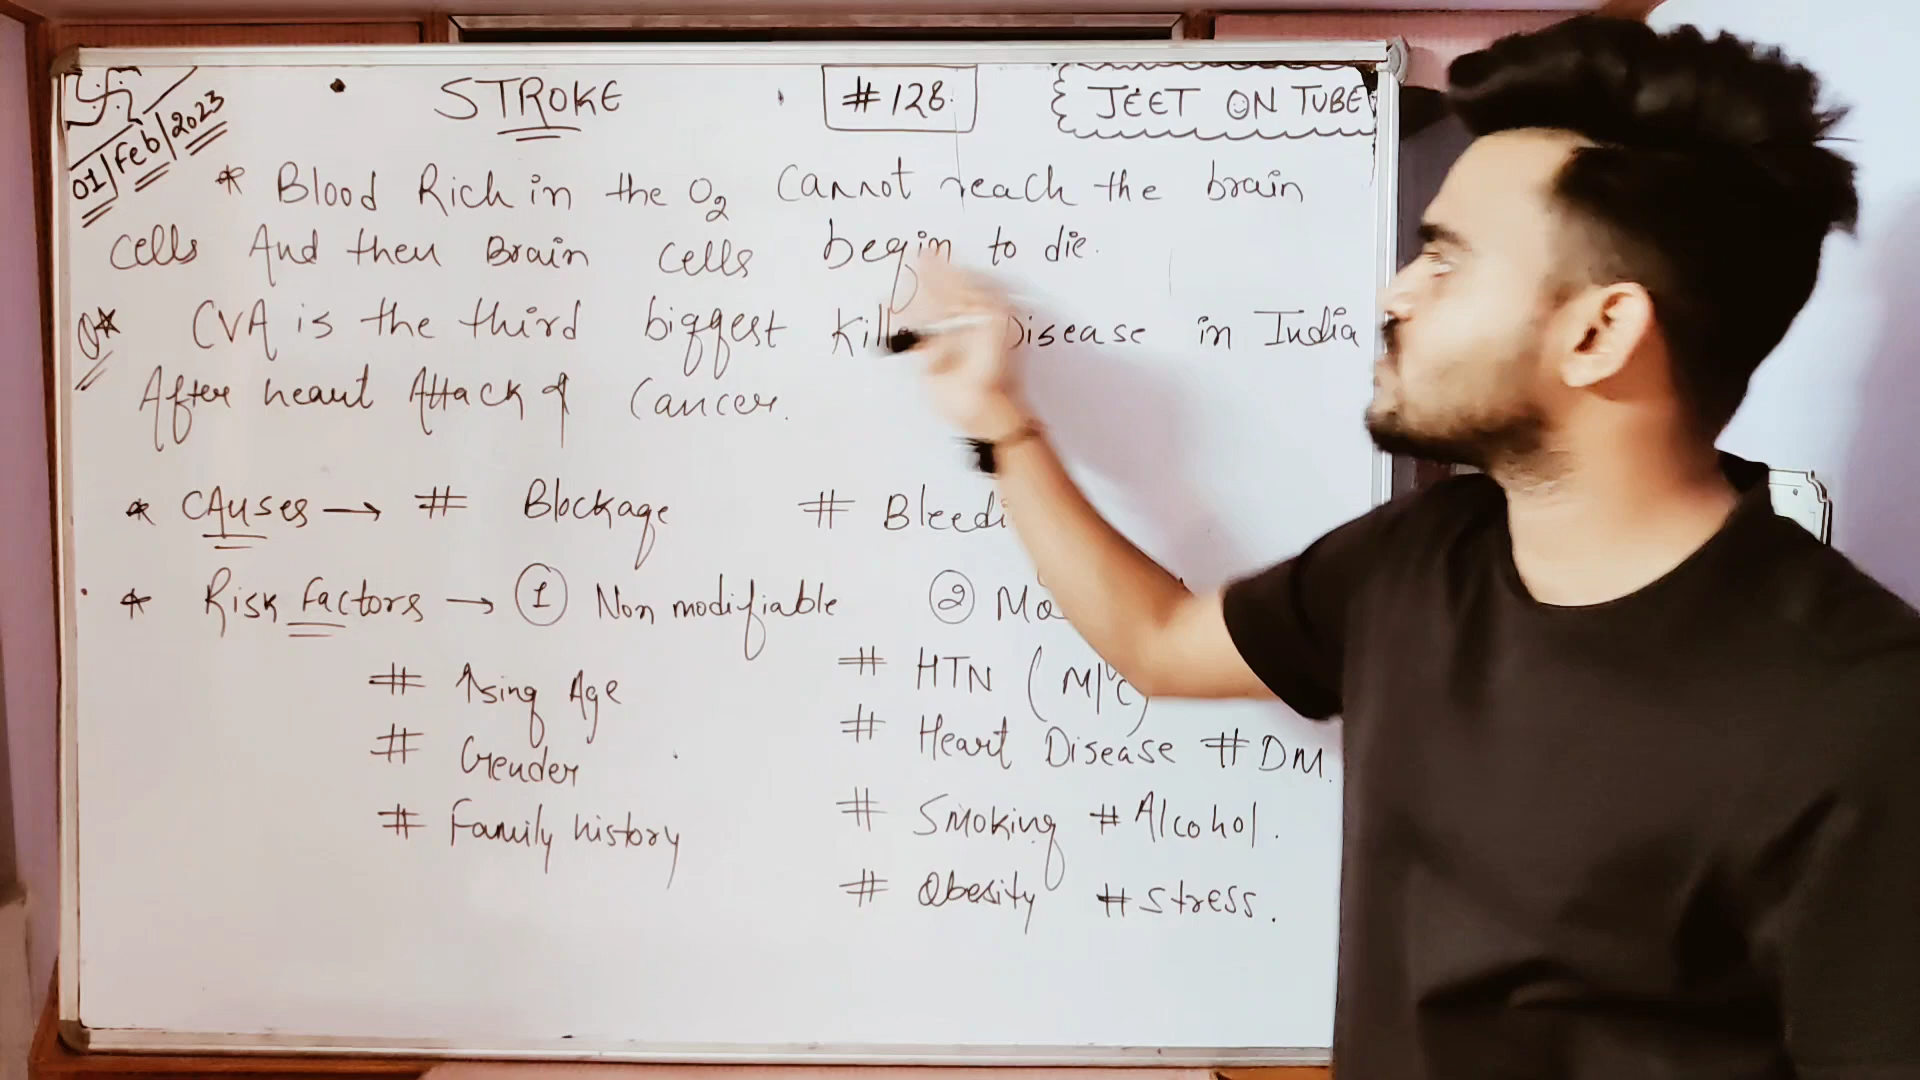 01/Feb/2023
STROKE
#128
JEET ON TUBE
* Blood Rich in the O2 Cannot reach the brain
cells And then Brain cells begin to die.
Q* CVA is the third biggest Disease in India
After heart Attack & Cancer.
* CAuses → # Blockage # Bleedi
* Risk factors → ① Non modifiable ②
# ↑sing Age
# Gender
# Family history
# HTN (M/C)
# Heart Disease # DM.
# Smoking # Alcohol.
# Obesity # Stress.